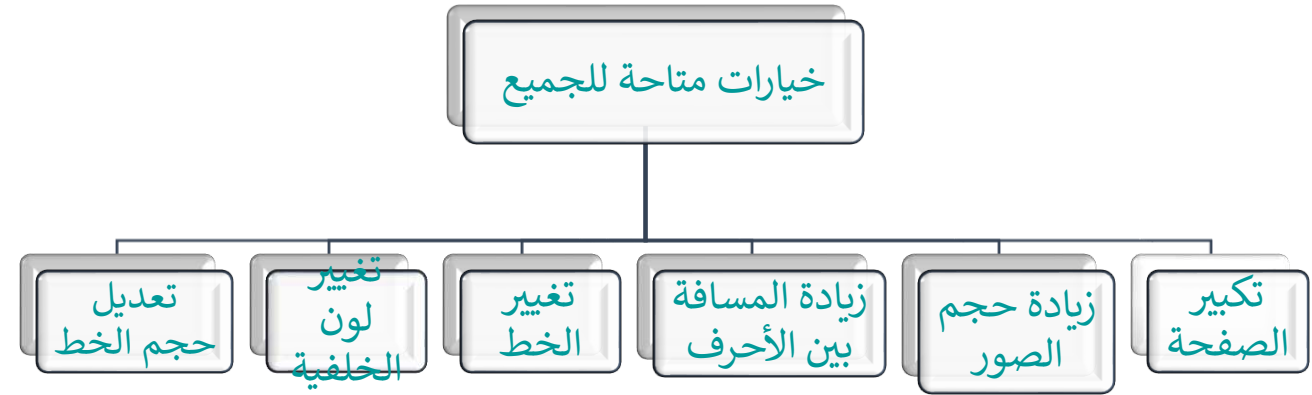 خيارات متاحة للجميع
تكبير
الصفحة
زيادة حجم
الصور
زيادة المسافة
بين الأحرف
تغيير
الخط
تغيير
لون
الخلفية
تعديل
حجم الخط